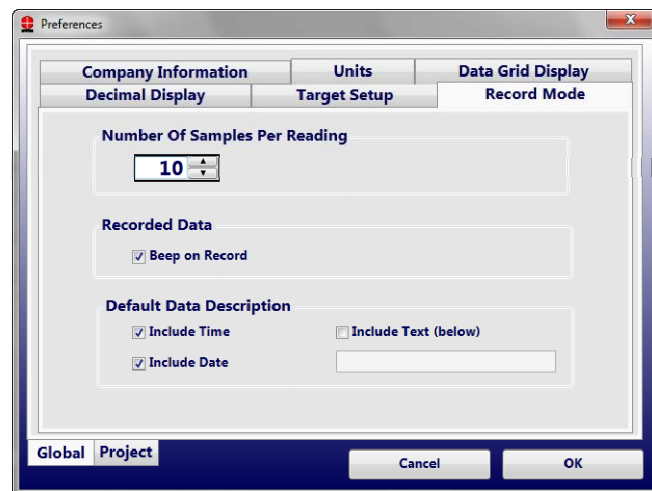 Preferences
Company Information Units Data Grid Display
Decimal Display Target Setup Record Mode
Number Of Samples Per Reading
10
Recorded Data
Beep on Record
Default Data Description
Include Time Include Text (below)
Include Date
Global Project
Cancel OK